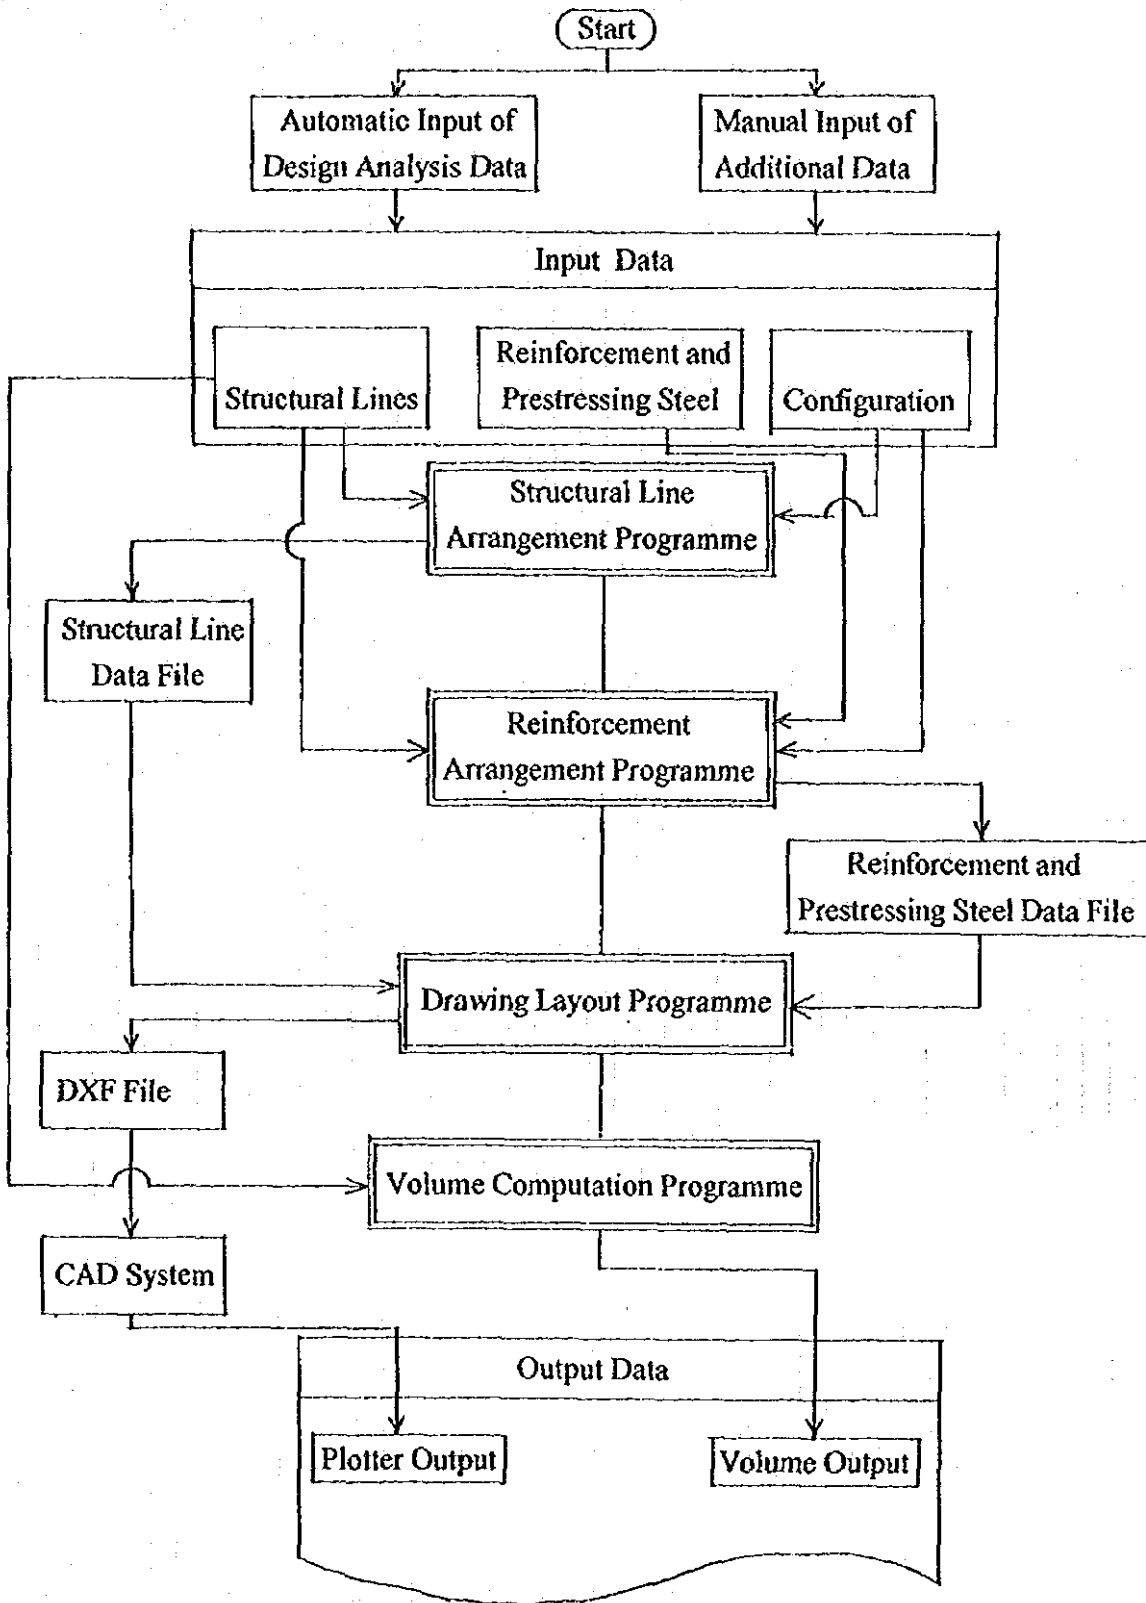 Start
Automatic Input of
Design Analysis Data
Manual Input of
Additional Data
Input Data
Structural Lines
Reinforcement and
Prestressing Steel
Configuration
Structural Line
Arrangement Programme
Structural Line
Data File
Reinforcement
Arrangement Programme
Reinforcement and
Prestressing Steel Data File
Drawing Layout Programme
DXF File
Volume Computation Programme
CAD System
Output Data
Plotter Output
Volume Output